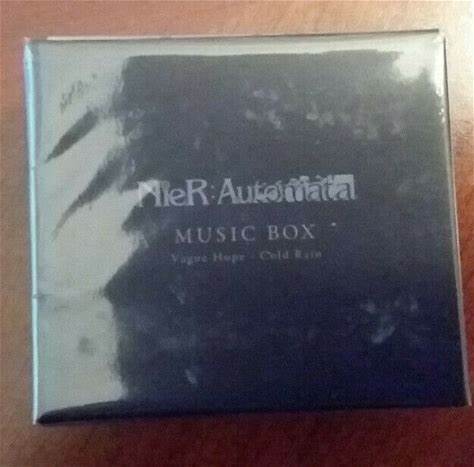 NieR:Automata
MUSIC BOX
Vague Hope - Cold Rain